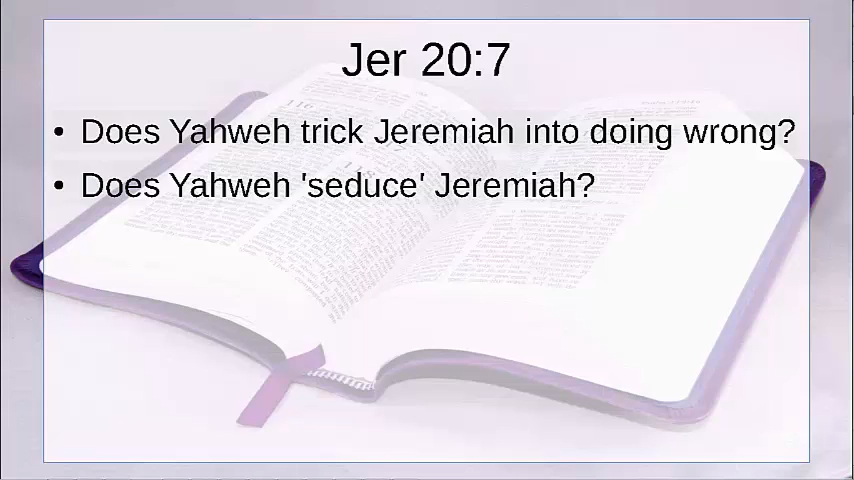 Jer 20:7
• Does Yahweh trick Jeremiah into doing wrong?
• Does Yahweh 'seduce' Jeremiah?